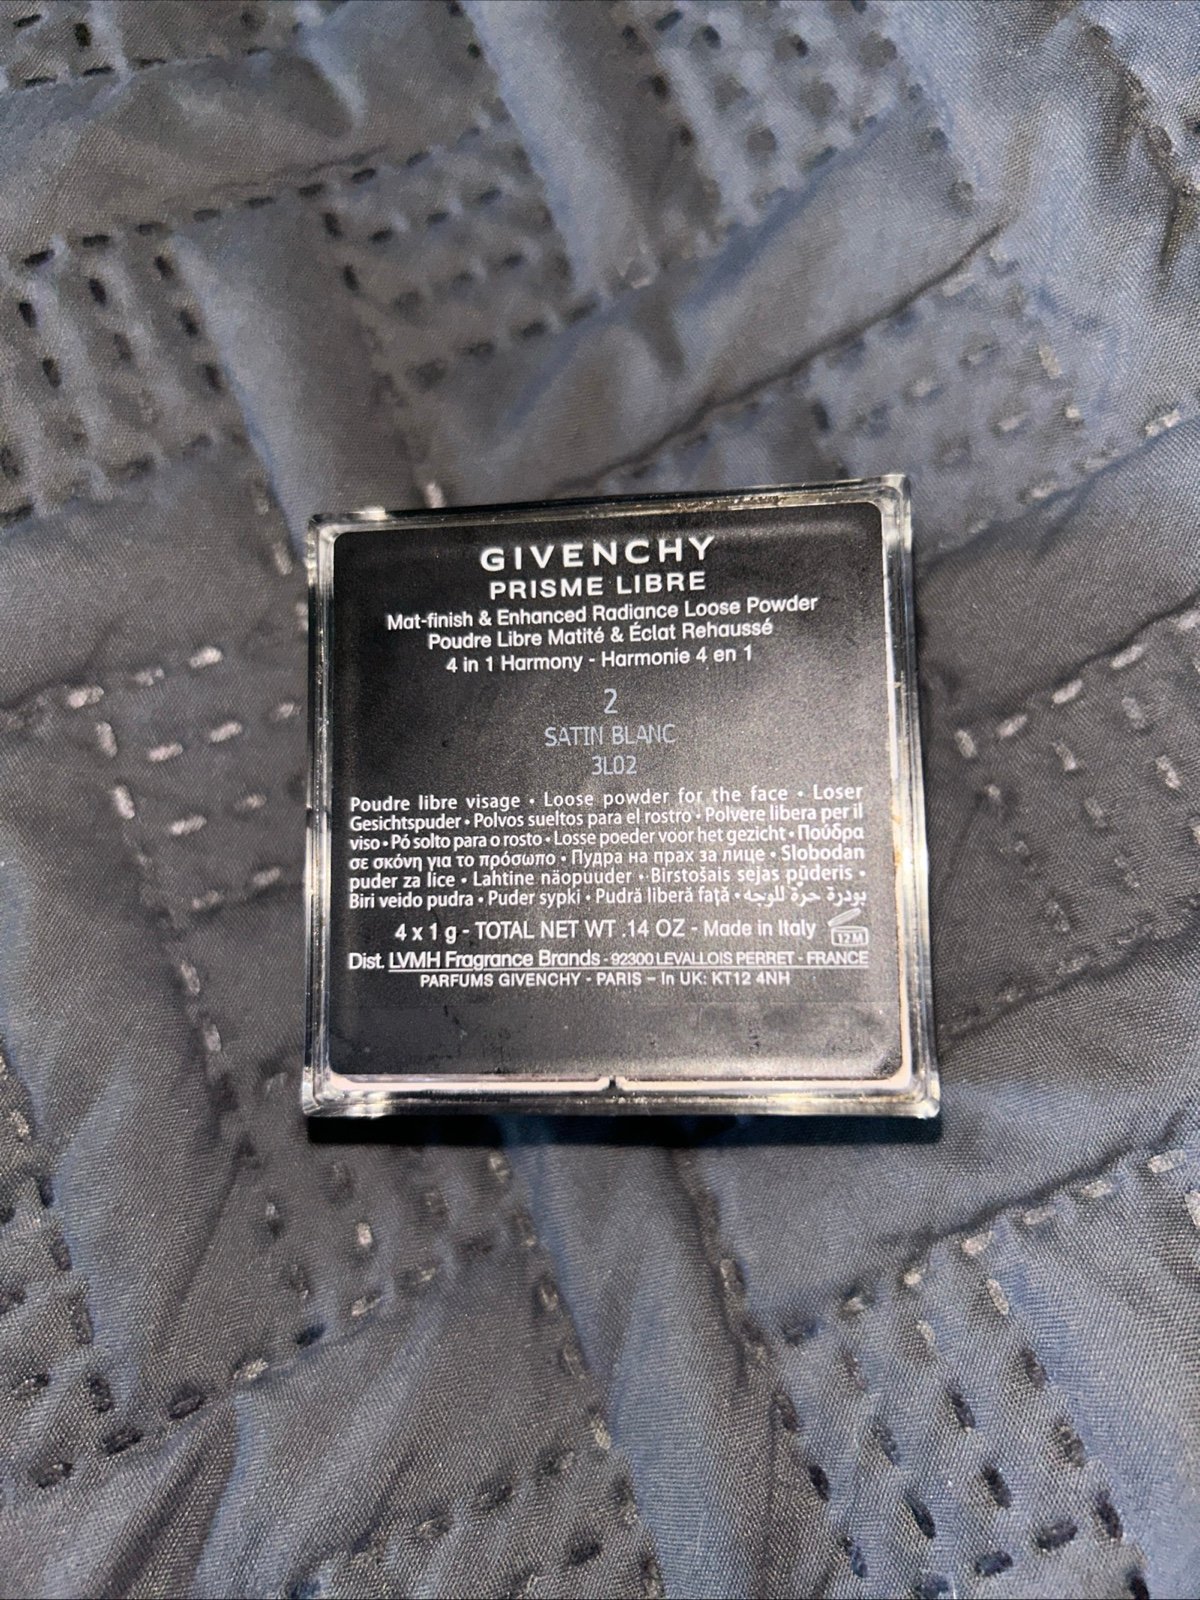 GIVENCHY
PRISME LIBRE
Mat-finish & Enhanced Radiance Loose Powder
Poudre Libre Matité & Éclat Rehaussé
4 in 1 Harmony - Harmonie 4 en 1
2
SATIN BLANC
3L02
Poudre libre visage • Loose powder for the face • Loser
Gesichtspuder • Polvos sueltos para el rostro • Polvere libera per il
viso • Pó solto para o rosto • Losse poeder voor het gezicht • Πούδρα
σε σκόνη για το πρόσωπο • Пудра на прах за лице • Slobodan
puder za lice • Lahtine näopuuder • Birstošais sejas pūderis •
Biri veido pudra • Puder sypki • Pudră liberă faţă • بودرة حرة للوجه
4 x 1 g - TOTAL NET WT .14 OZ - Made in Italy 12M
Dist. LVMH Fragrance Brands - 92300 LEVALLOIS PERRET - FRANCE
PARFUMS GIVENCHY - PARIS – In UK: KT12 4NH